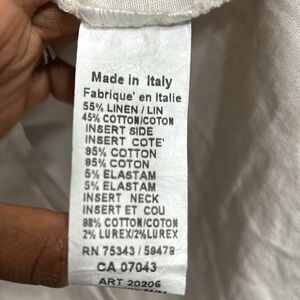 Made in Italy
Fabrique' en Italie
55% LINEN / LIN
45% COTTON/COTON
INSERT SIDE
INSERT COTE'
95% COTTON
95% COTON
5% ELASTAM
5% ELASTAM
INSERT NECK
INSERT ET COU
98% COTTON/COTON
2% LUREX/2%LUREX
RN 75343 / 59478
CA 07043
ART 20206